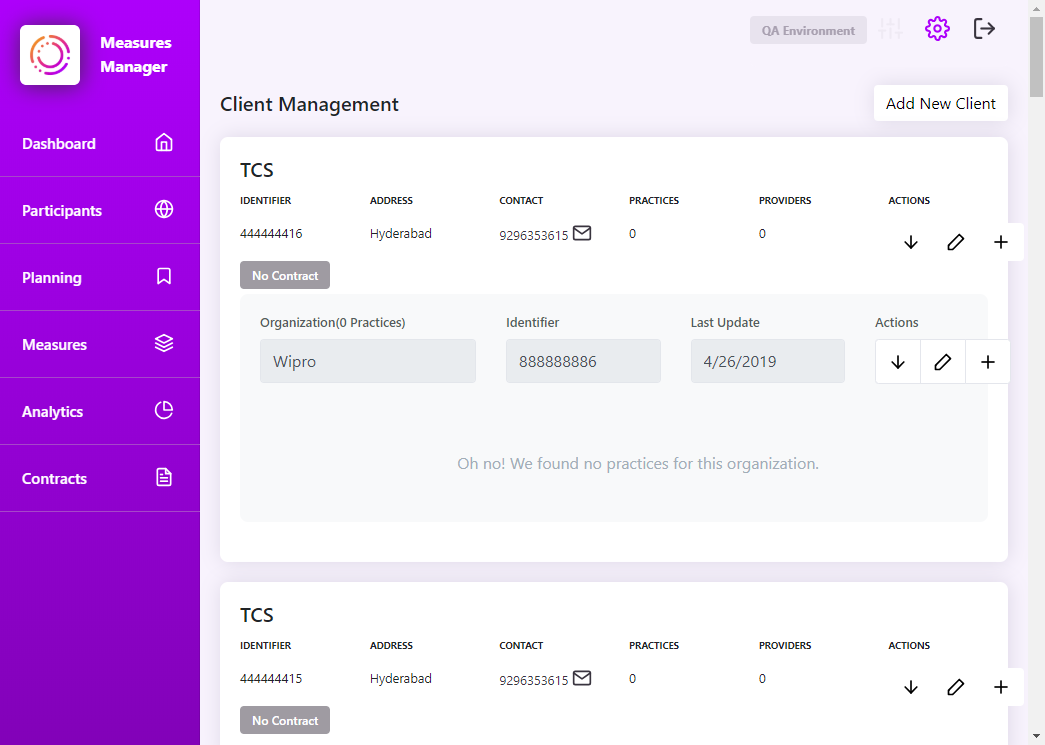 Measures
Manager
QA Environment
Dashboard
Participants
Planning
Measures
Analytics
Contracts
Client Management
Add New Client
TCS
IDENTIFIER ADDRESS CONTACT PRACTICES PROVIDERS ACTIONS
444444416 Hyderabad 9296353615 0 0
No Contract
Organization(0 Practices) Identifier Last Update Actions
Wipro 888888886 4/26/2019
Oh no! We found no practices for this organization.
TCS
IDENTIFIER ADDRESS CONTACT PRACTICES PROVIDERS ACTIONS
444444415 Hyderabad 9296353615 0 0
No Contract